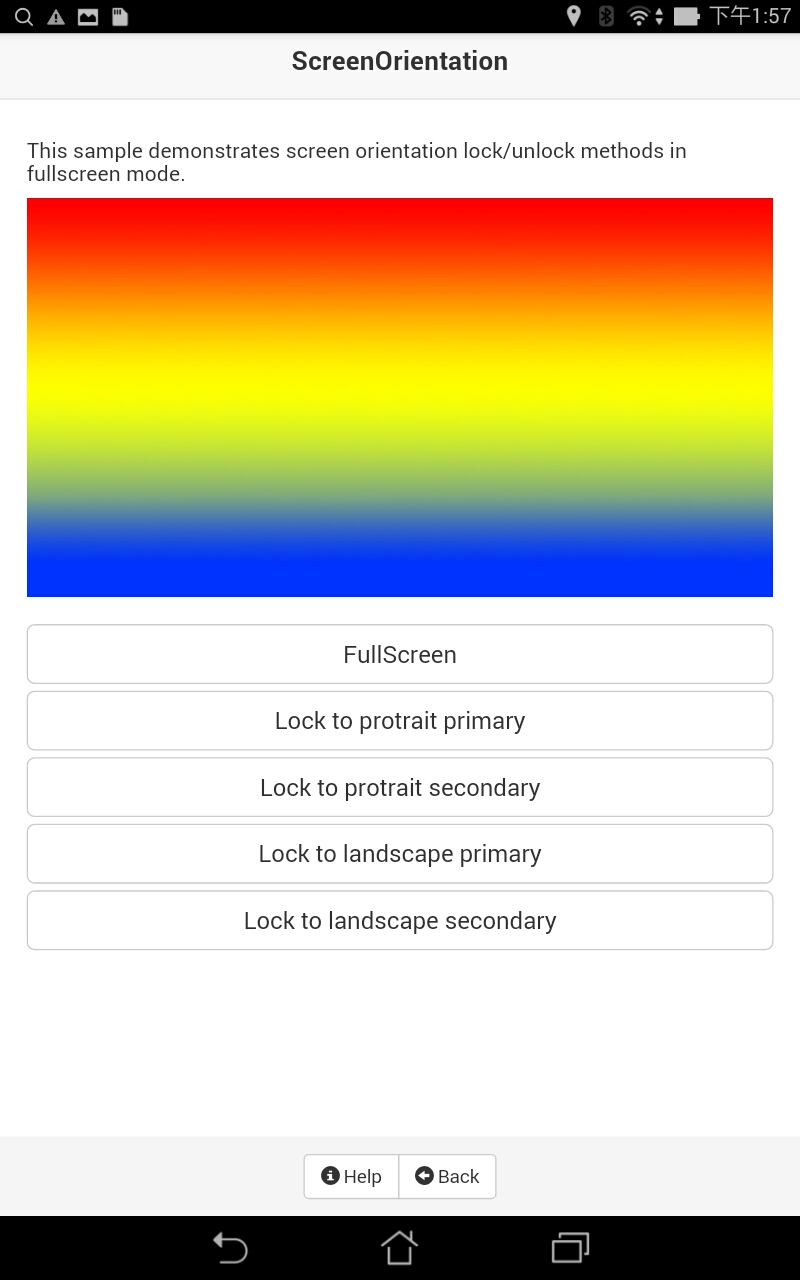 下午1:57
ScreenOrientation
This sample demonstrates screen orientation lock/unlock methods in
fullscreen mode.
FullScreen
Lock to protrait primary
Lock to protrait secondary
Lock to landscape primary
Lock to landscape secondary
Help Back